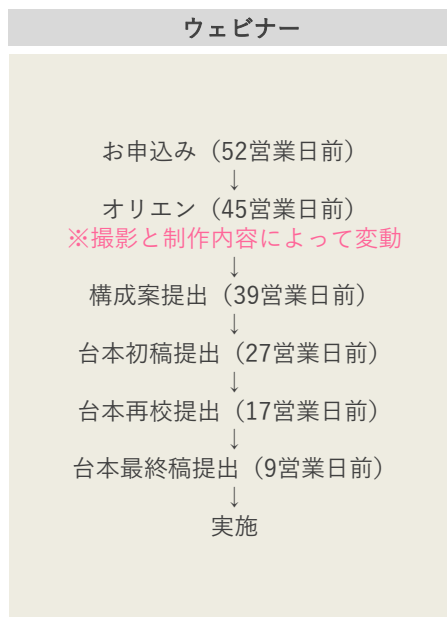 ウェビナー
お申込み（52営業日前）
↓
オリエン（45営業日前）
※撮影と制作内容によって変動
↓
構成案提出（39営業日前）
↓
台本初稿提出（27営業日前）
↓
台本再校提出（17営業日前）
↓
台本最終稿提出（9営業日前）
↓
実施